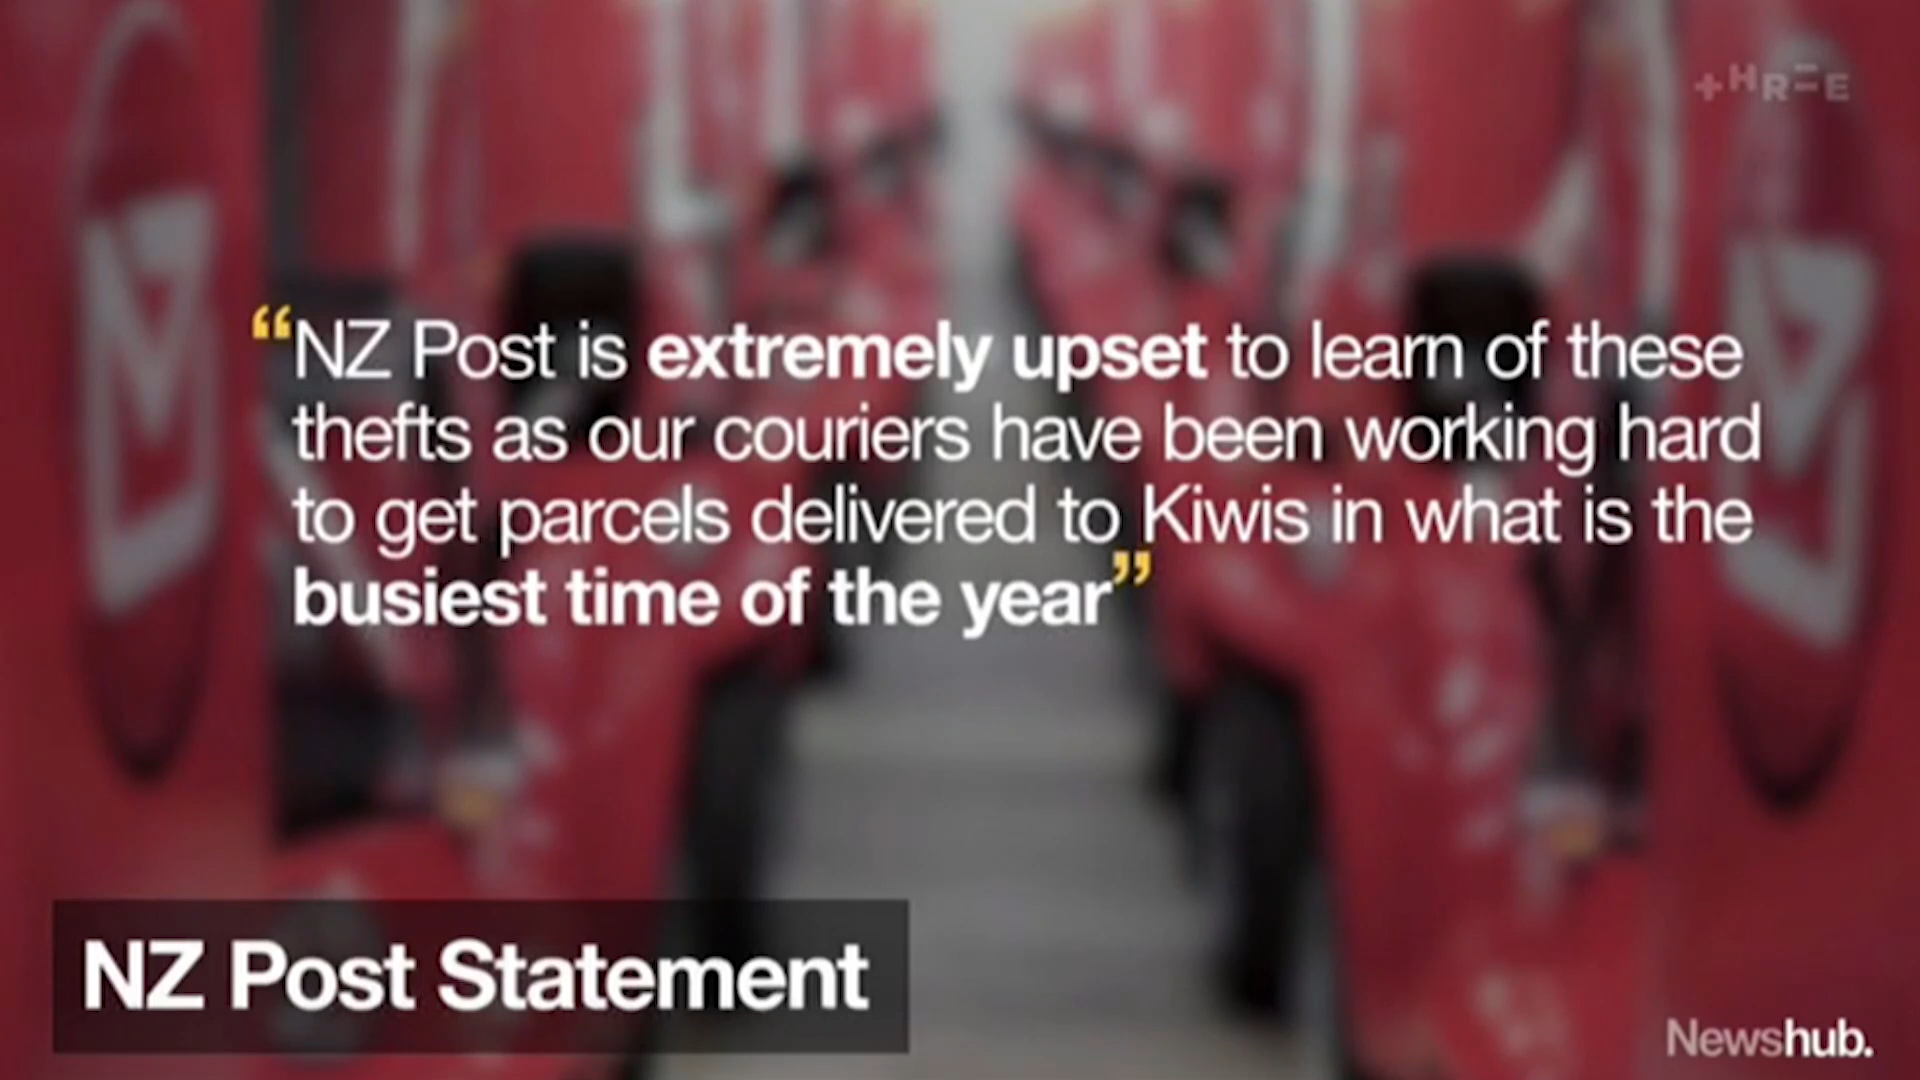 +HR=E
“NZ Post is extremely upset to learn of these
thefts as our couriers have been working hard
to get parcels delivered to Kiwis in what is the
busiest time of the year”
NZ Post Statement
Newshub.